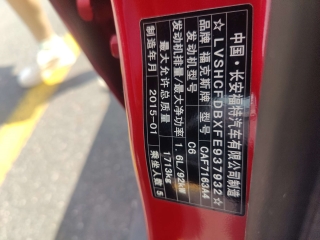 中国·长安福特汽车有限公司制造
☆LVSHCFDBXFE937932☆
品牌 福克斯牌 型号 CAF7163A4
发动机型号 C6
发动机排量/最大净功率 1.6L/92kW
最大允许总质量 1713kg
制造年月 2015-01 乘坐人数 5